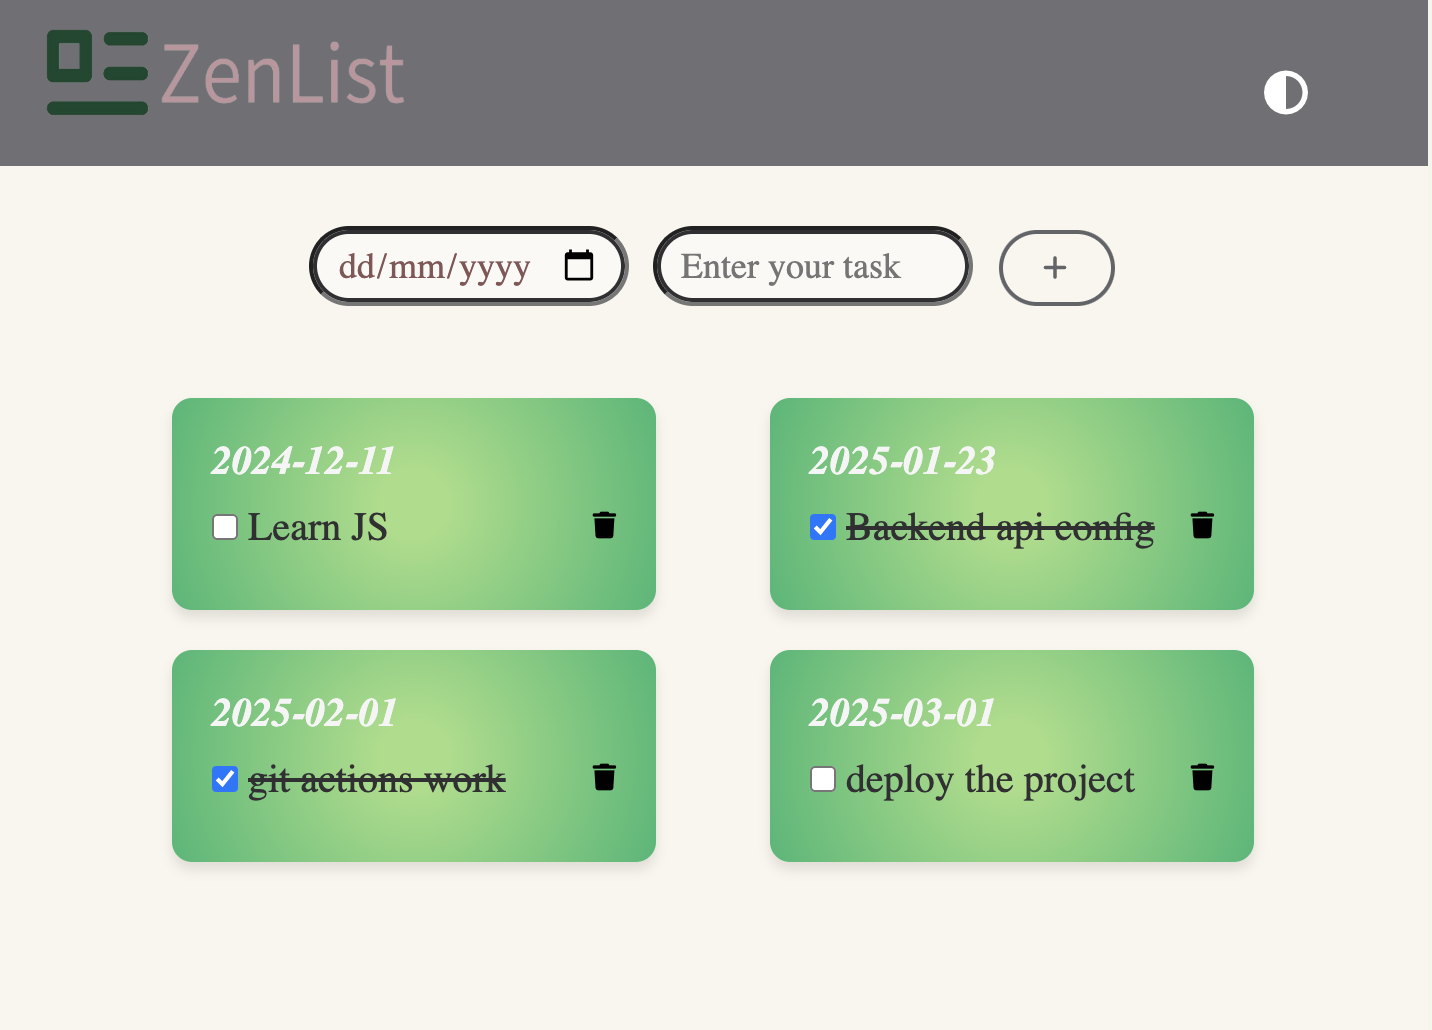 ZenList
dd/mm/yyyy
Enter your task
+
2024-12-11
Learn JS
2025-01-23
Backend api config
2025-02-01
git actions work
2025-03-01
deploy the project